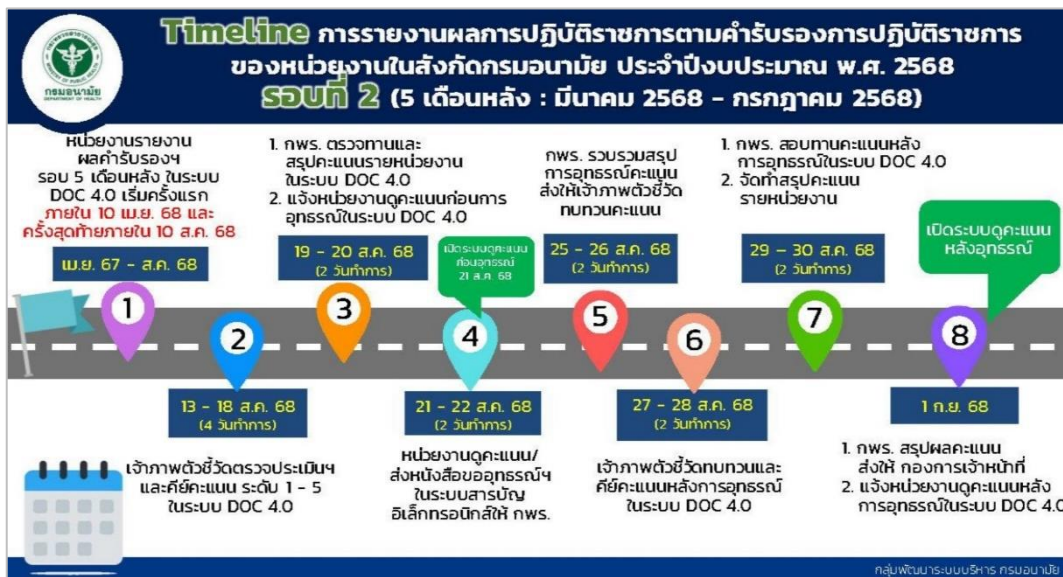 Timeline การรายงานผลการปฏิบัติราชการตามคำรับรองการปฏิบัติราชการ
ของหน่วยงานในสังกัดกรมอนามัย ประจำปีงบประมาณ พ.ศ. 2568
รอบที่ 2 (5 เดือนหลัง : มีนาคม 2568 - กรกฎาคม 2568)
กรมอนามัย
DEPARTMENT OF HEALTH
หน่วยงานรายงาน
ผลคำรับรองฯ
รอบ 5 เดือนหลัง ในระบบ
DOC 4.0 เริ่มครั้งแรก
ภายใน 10 เม.ย. 68 และ
ครั้งสุดท้ายภายใน 10 ส.ค. 68
เม.ย. 67 - ส.ค. 68
1
2
13 - 18 ส.ค. 68
(4 วันทำการ)
เจ้าภาพตัวชี้วัดตรวจประเมินฯ
และคีย์คะแนน ระดับ 1 - 5
ในระบบ DOC 4.0
1. กพร. ตรวจทานและ
สรุปคะแนนรายหน่วยงาน
ในระบบ DOC 4.0
2. แจ้งหน่วยงานดูคะแนนก่อนการ
อุทธรณ์ในระบบ DOC 4.0
19 - 20 ส.ค. 68
(2 วันทำการ)
3
เปิดระบบดูคะแนน
ก่อนอุทธรณ์
21 ส.ค. 68
4
21 - 22 ส.ค. 68
(2 วันทำการ)
หน่วยงานดูคะแนน/
ส่งหนังสือขออุทธรณ์ฯ
ในระบบสารบัญ
อิเล็กทรอนิกส์ให้ กพร.
กพร. รวบรวมสรุป
การอุทธรณ์คะแนน
ส่งให้เจ้าภาพตัวชี้วัด
ทบทวนคะแนน
25 - 26 ส.ค. 68
(2 วันทำการ)
5
6
27 - 28 ส.ค. 68
(2 วันทำการ)
เจ้าภาพตัวชี้วัดทบทวนและ
คีย์คะแนนหลังการอุทธรณ์
ในระบบ DOC 4.0
1. กพร. สอบทานคะแนนหลัง
การอุทธรณ์ในระบบ DOC 4.0
2. จัดทำสรุปคะแนน
รายหน่วยงาน
29 - 30 ส.ค. 68
(2 วันทำการ)
7
เปิดระบบดูคะแนน
หลังอุทธรณ์
8
1 ก.ย. 68
1. กพร. สรุปผลคะแนน
ส่งให้ กองการเจ้าหน้าที่
2. แจ้งหน่วยงานดูคะแนนหลัง
การอุทธรณ์ในระบบ DOC 4.0
กลุ่มพัฒนาระบบบริหาร กรมอนามัย